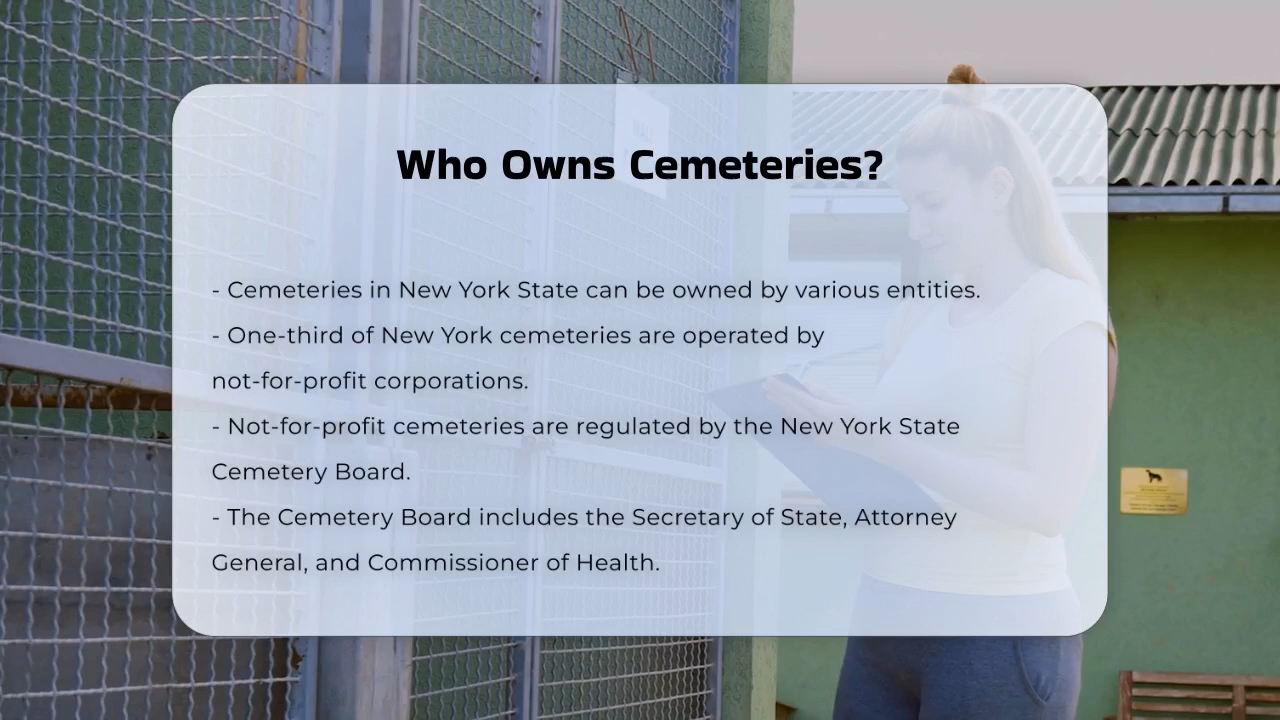 Who Owns Cemeteries?
- Cemeteries in New York State can be owned by various entities.
- One-third of New York cemeteries are operated by
not-for-profit corporations.
- Not-for-profit cemeteries are regulated by the New York State
Cemetery Board.
- The Cemetery Board includes the Secretary of State, Attorney
General, and Commissioner of Health.